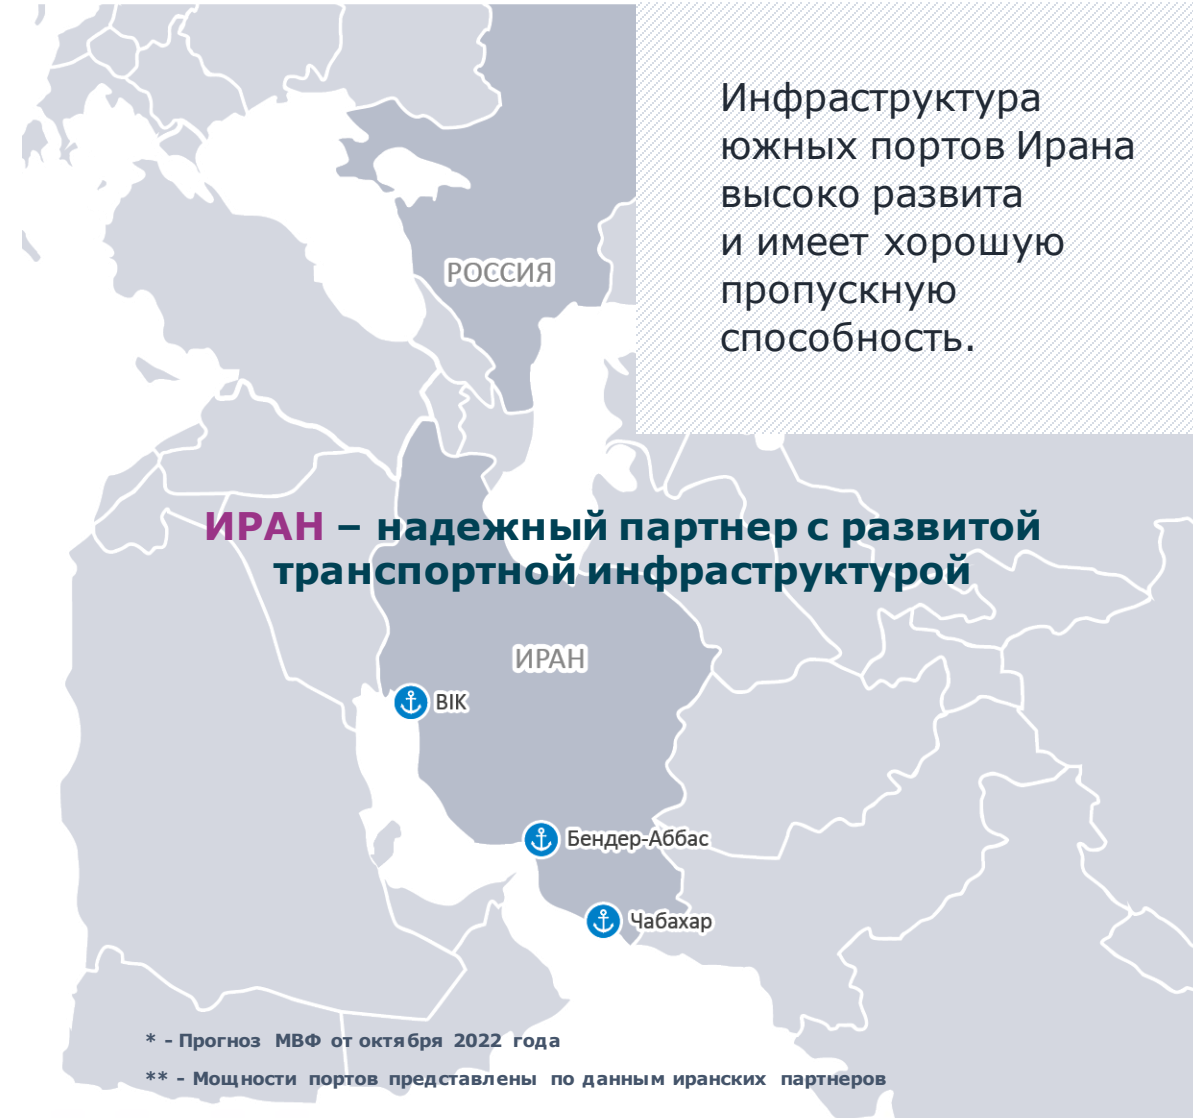 Инфраструктура
южных портов Ирана
высоко развита
и имеет хорошую
пропускную
способность.
РОССИЯ
ИРАН – надежный партнер с развитой
транспортной инфраструктурой
ИРАН
BIK
Бендер-Аббас
Чабахар
* - Прогноз МВФ от октября 2022 года
** - Мощности портов представлены по данным иранских партнеров